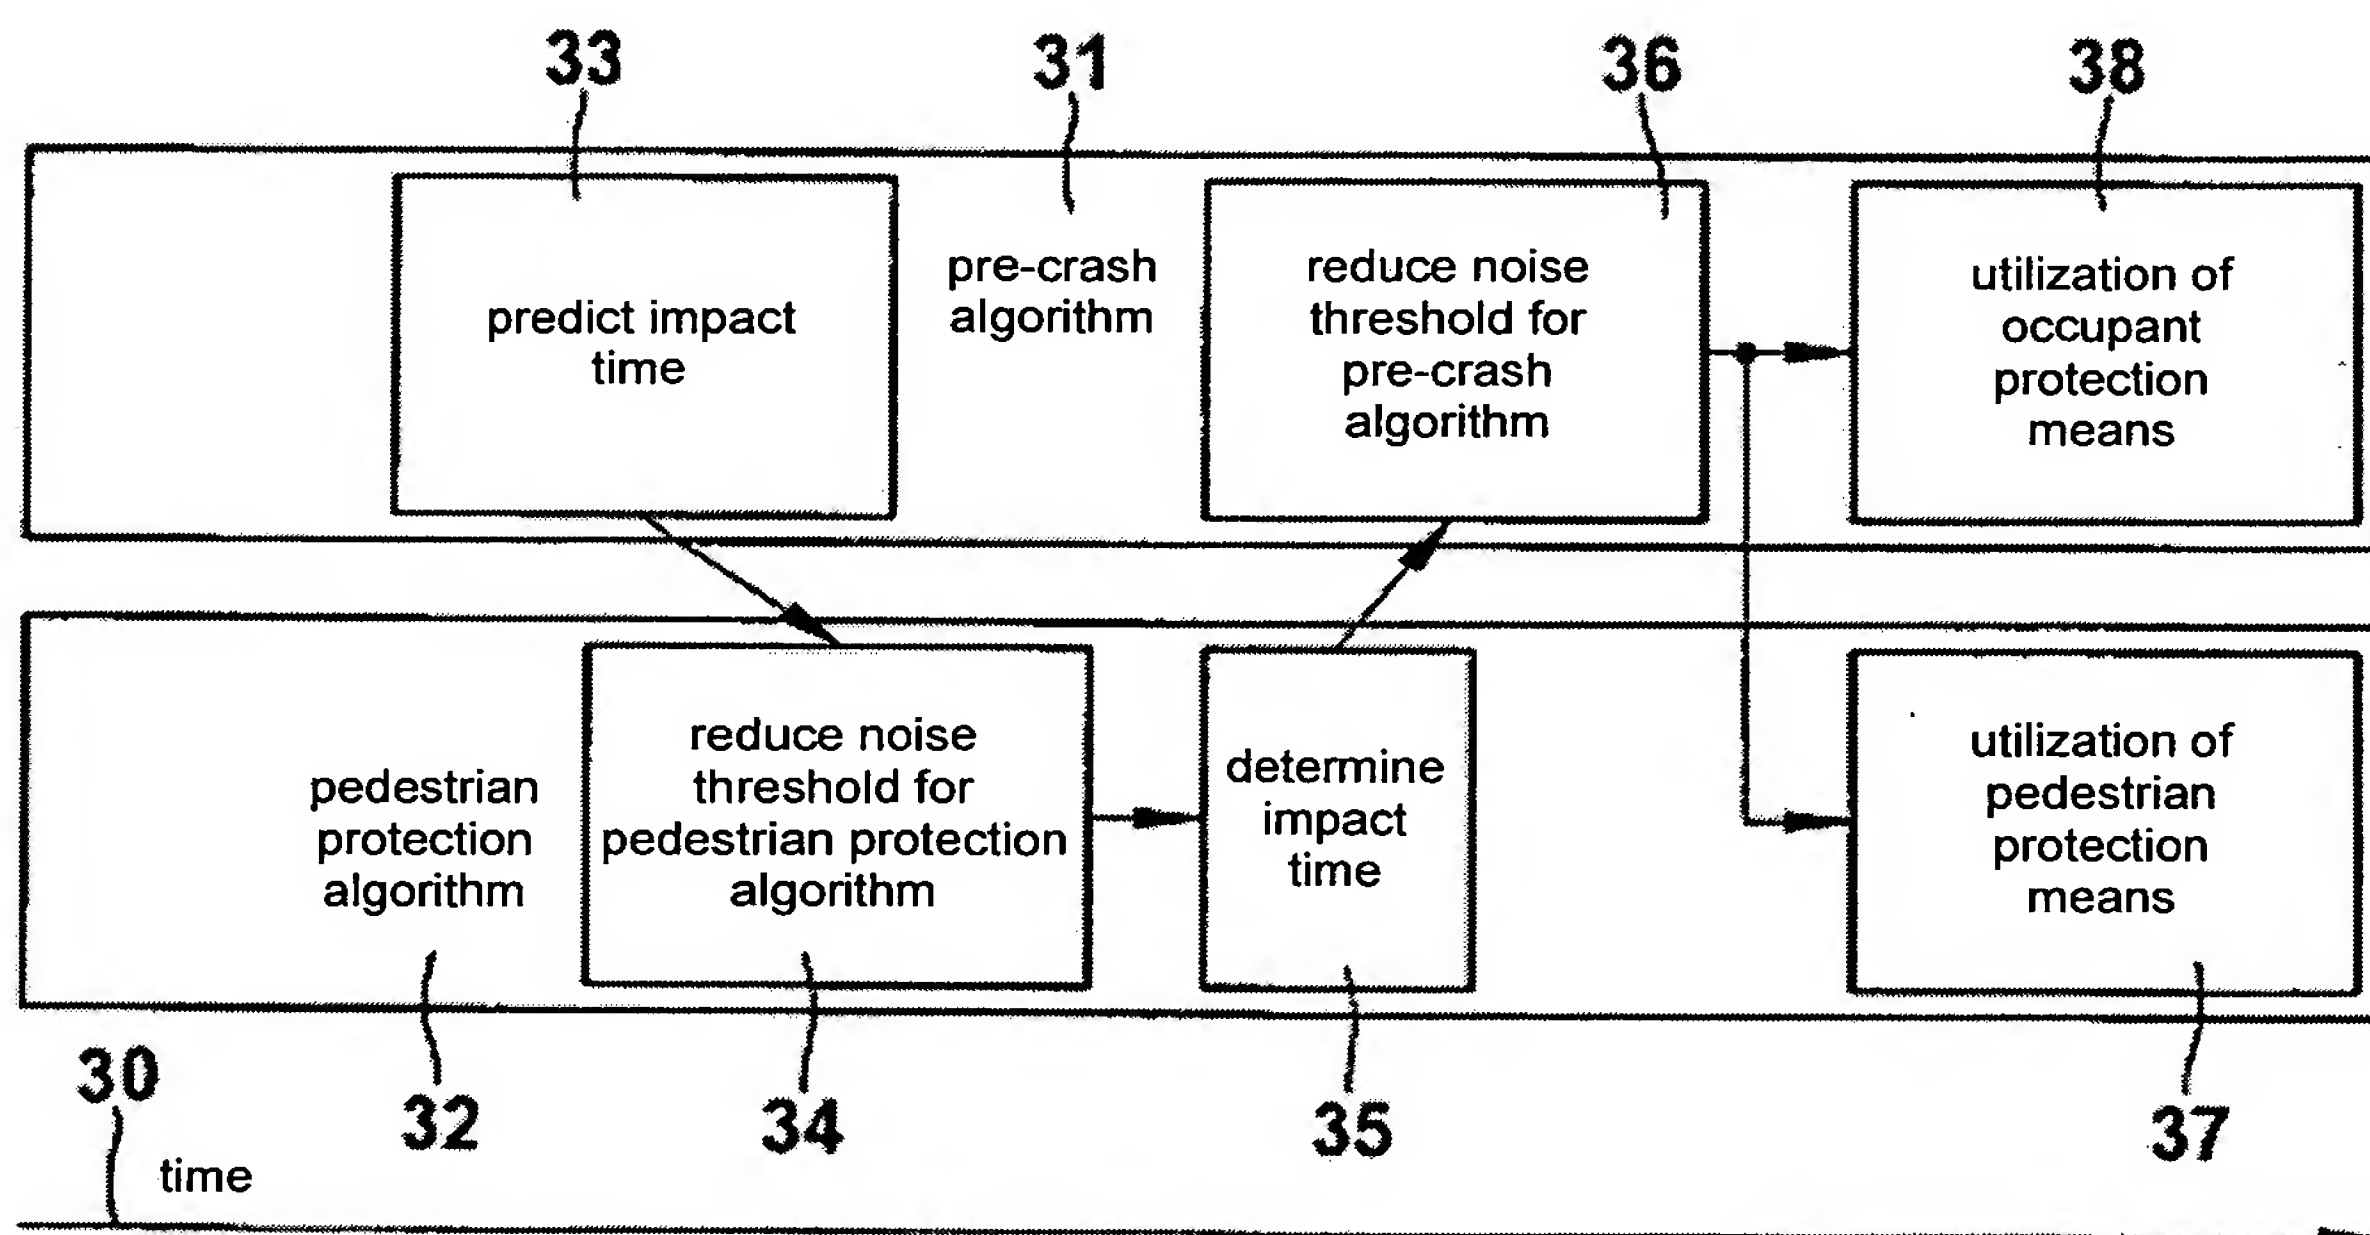 33
31
36
38
predict impact
time
pre-crash
algorithm
reduce noise
threshold for
pre-crash
algorithm
utilization of
occupant
protection
means
pedestrian
protection
algorithm
reduce noise
threshold for
pedestrian protection
algorithm
determine
impact
time
utilization of
pedestrian
protection
means
30
32
34
35
37
time